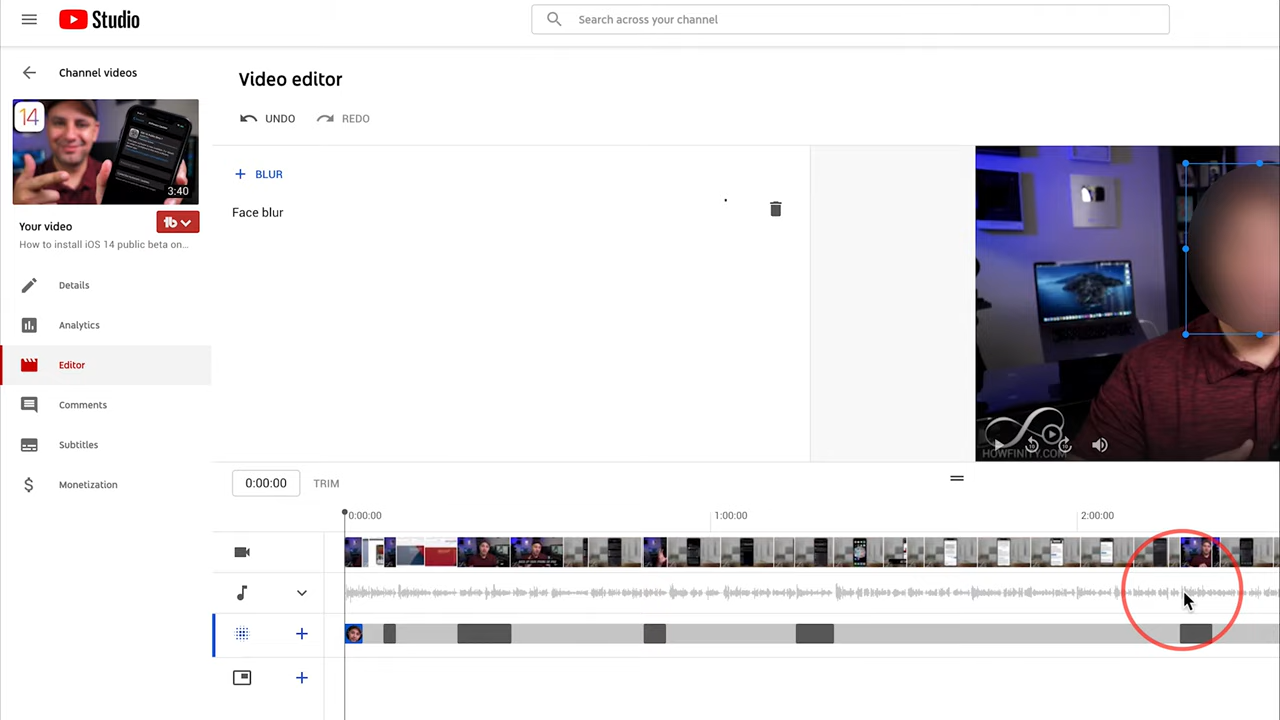 Studio
Search across your channel
Channel videos
14
3:40
Your video
tb
How to install iOS 14 public beta on...
Details
Analytics
Editor
Comments
Subtitles
Monetization
Video editor
UNDO
REDO
+ BLUR
Face blur
HOWFINITY.COM
0:00:00
TRIM
0:00:00
1:00:00
2:00:00